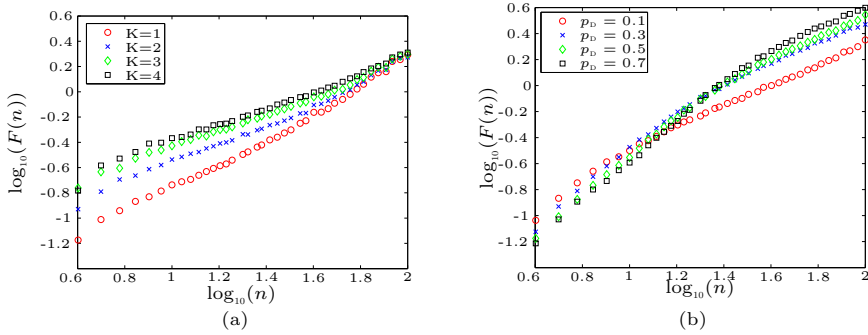 0.6
0.4
0.2
0
-0.2
-0.4
-0.6
-0.8
-1
-1.2
log₁₀(F(n))
K=1
K=2
K=3
K=4
0.6 0.8 1 1.2 1.4 1.6 1.8 2
log₁₀(n)
(a)
0.6
0.4
0.2
0
-0.2
-0.4
-0.6
-0.8
-1
-1.2
log₁₀(F(n))
p_D = 0.1
p_D = 0.3
p_D = 0.5
p_D = 0.7
0.6 0.8 1 1.2 1.4 1.6 1.8 2
log₁₀(n)
(b)